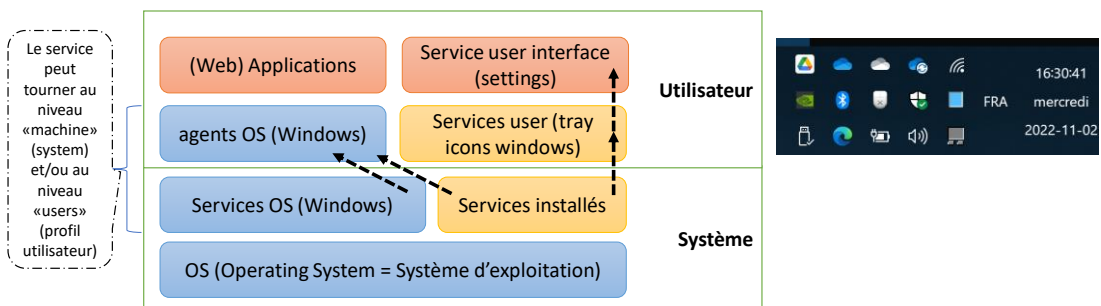 Le service
peut
tourner au
niveau
«machine»
(system)
et/ou au
niveau
«users»
(profil
utilisateur)
(Web) Applications
Service user interface
(settings)
Utilisateur
agents OS (Windows)
Services user (tray
icons windows)
Services OS (Windows)
Services installés
Système
OS (Operating System = Système d’exploitation)
16:30:41
FRA
mercredi
2022-11-02